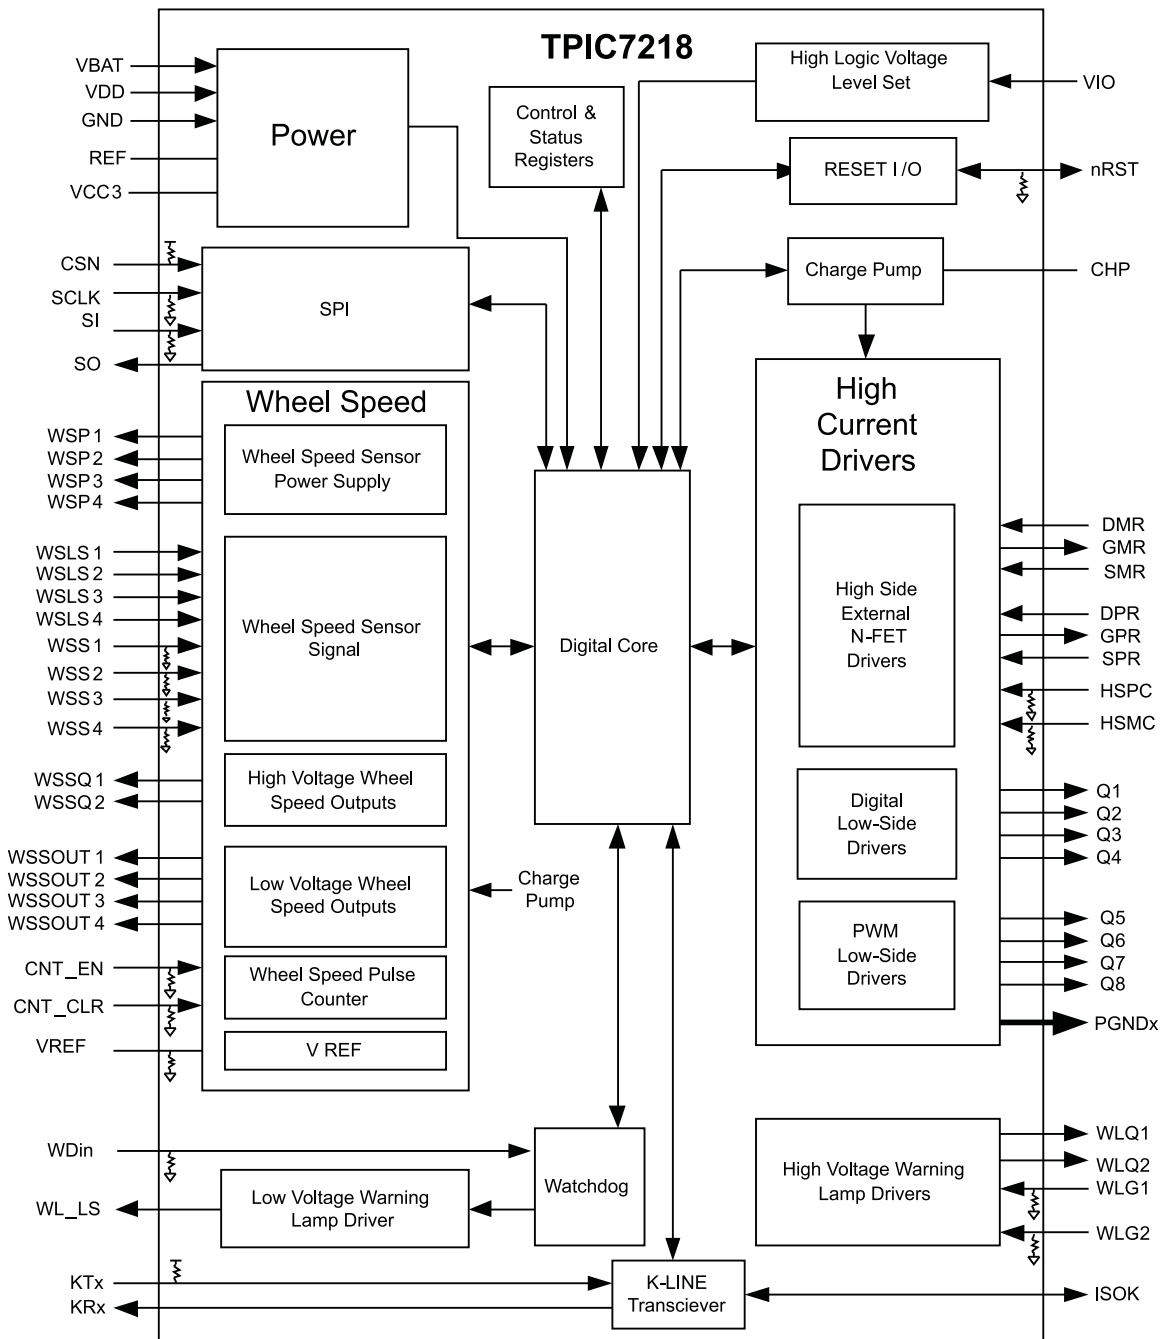 TPIC7218
VBAT
VDD
GND
REF
VCC3
Power
Control &
Status
Registers
High Logic Voltage
Level Set
VIO
RESET I/O
nRST
Charge Pump
CHP
CSN
SCLK
SI
SO
SPI
Wheel Speed
WSP1
WSP2
WSP3
WSP4
Wheel Speed Sensor
Power Supply
WSLS1
WSLS2
WSLS3
WSLS4
WSS1
WSS2
WSS3
WSS4
Wheel Speed Sensor
Signal
WSSQ1
WSSQ2
High Voltage Wheel
Speed Outputs
WSSOUT1
WSSOUT2
WSSOUT3
WSSOUT4
Low Voltage Wheel
Speed Outputs
Charge
Pump
CNT_EN
CNT_CLR
Wheel Speed Pulse
Counter
VREF
V REF
Digital Core
High
Current
Drivers
High Side
External
N-FET
Drivers
DMR
GMR
SMR
DPR
GPR
SPR
HSPC
HSMC
Digital
Low-Side
Drivers
Q1
Q2
Q3
Q4
PWM
Low-Side
Drivers
Q5
Q6
Q7
Q8
PGNDx
WDin
Watchdog
WL_LS
Low Voltage Warning
Lamp Driver
High Voltage Warning
Lamp Drivers
WLQ1
WLQ2
WLG1
WLG2
KTx
KRx
K-LINE
Transciever
ISOK